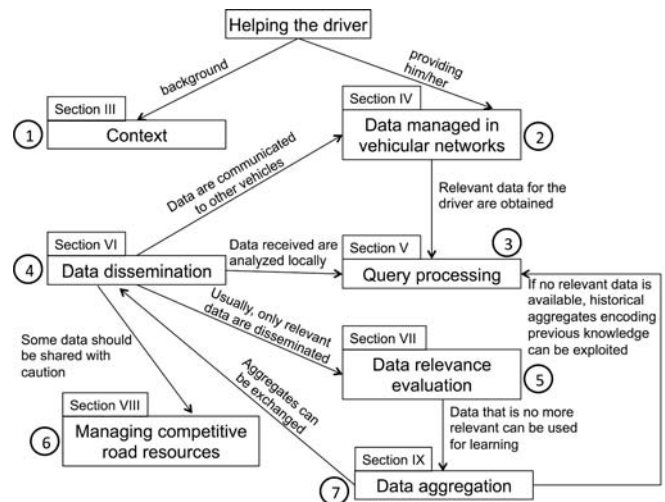 Helping the driver
background
providing
him/her
Section III
Context
1
Section IV
Data managed in
vehicular networks
2
Data are communicated
to other vehicles
Relevant data for the
driver are obtained
Section VI
Data dissemination
4
Data received are
analyzed locally
Section V
Query processing
3
If no relevant data is
available, historical
aggregates encoding
previous knowledge
can be exploited
Usually, only relevant
data are disseminated
Some data should
be shared with
caution
Aggregates can
be exchanged
Section VII
Data relevance
evaluation
5
Section VIII
Managing competitive
road resources
6
Data that is no more
relevant can be used
for learning
Section IX
Data aggregation
7